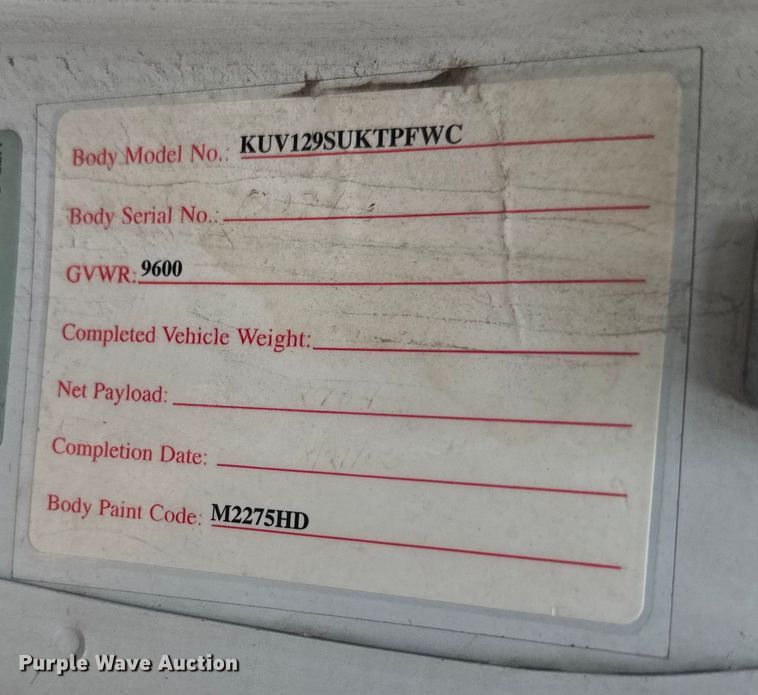 Body Model No.: KUV129SUKTPFWC
Body Serial No.:
GVWR: 9600
Completed Vehicle Weight:
Net Payload:
Completion Date:
Body Paint Code: M2275HD
Purple Wave Auction